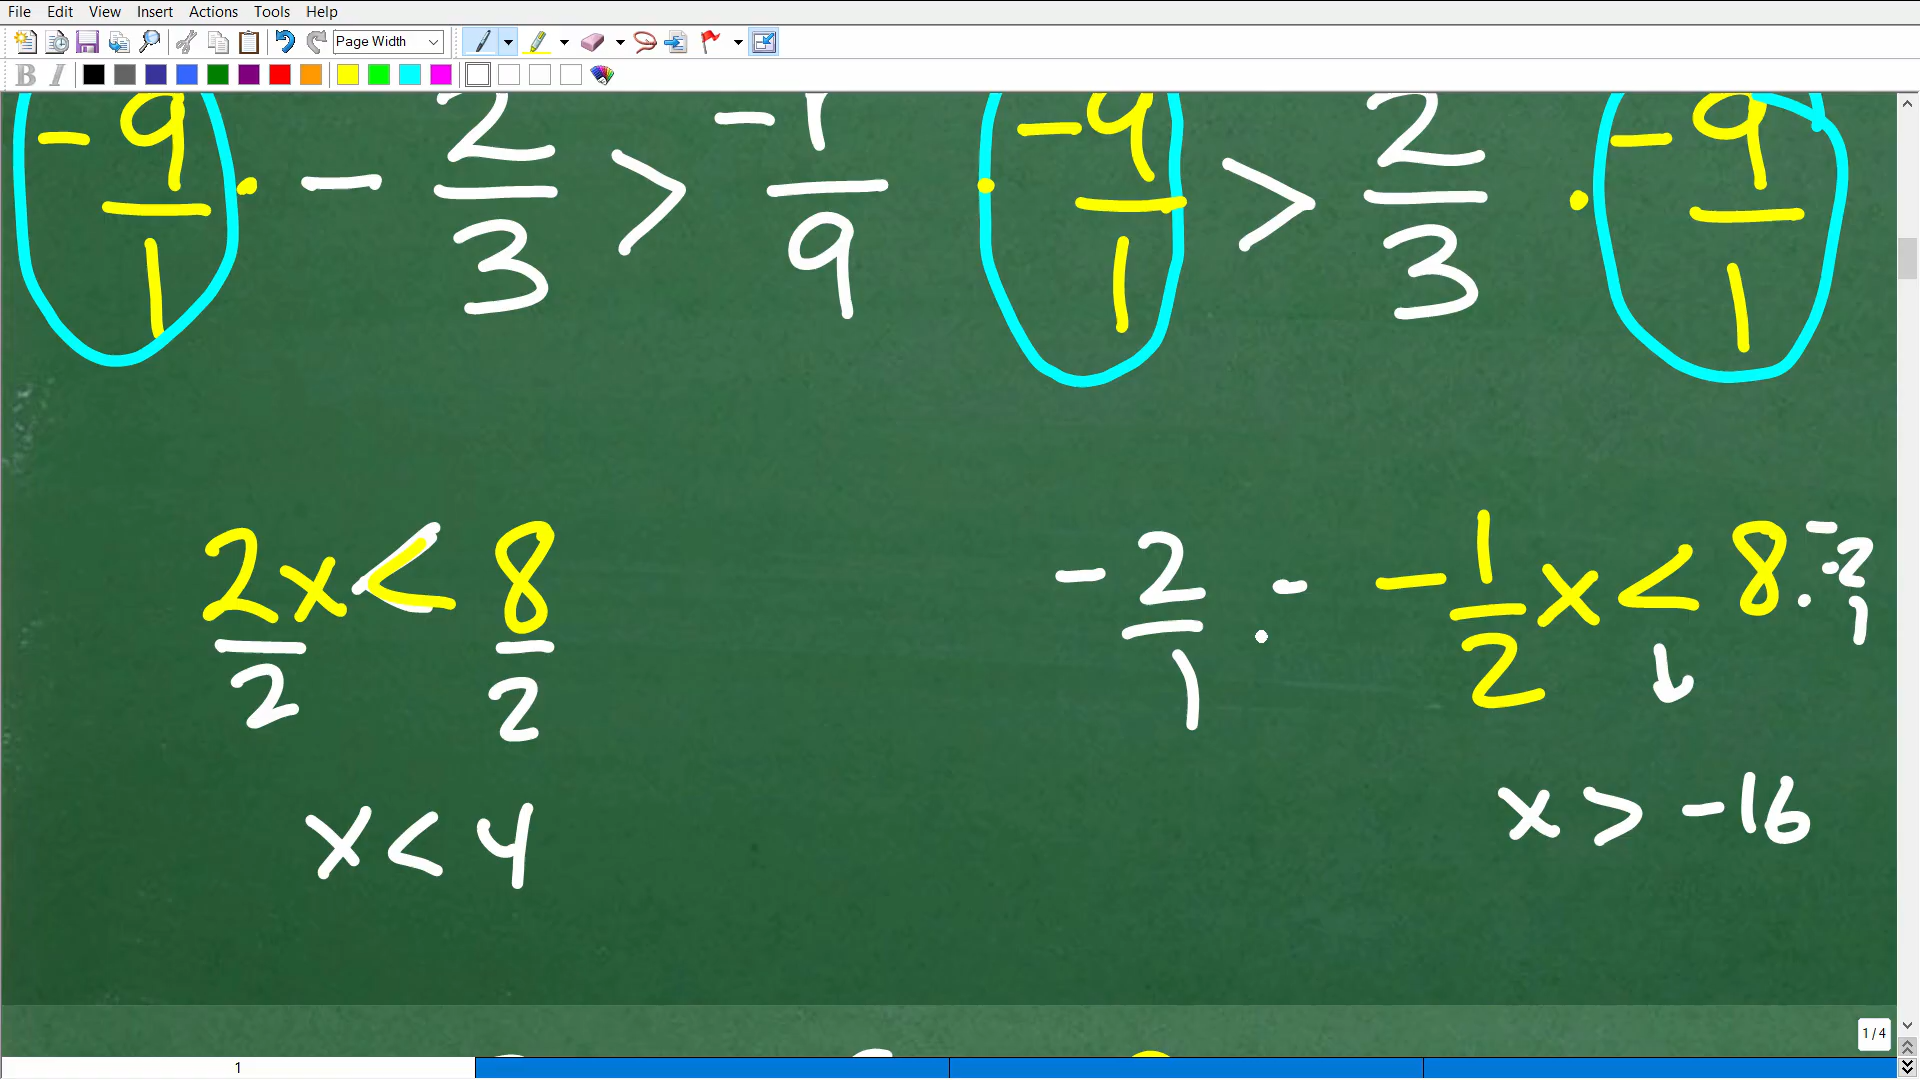 File Edit View Insert Actions Tools Help
Page Width
B I
-9/1 · - 2/3 > -1/9 · -9/1 > 2/3 · -9/1
2x < 8
2 2
x < 4
-2/1 · - -1/2 x < 8 · -2/1
x > -16
1 / 4
1